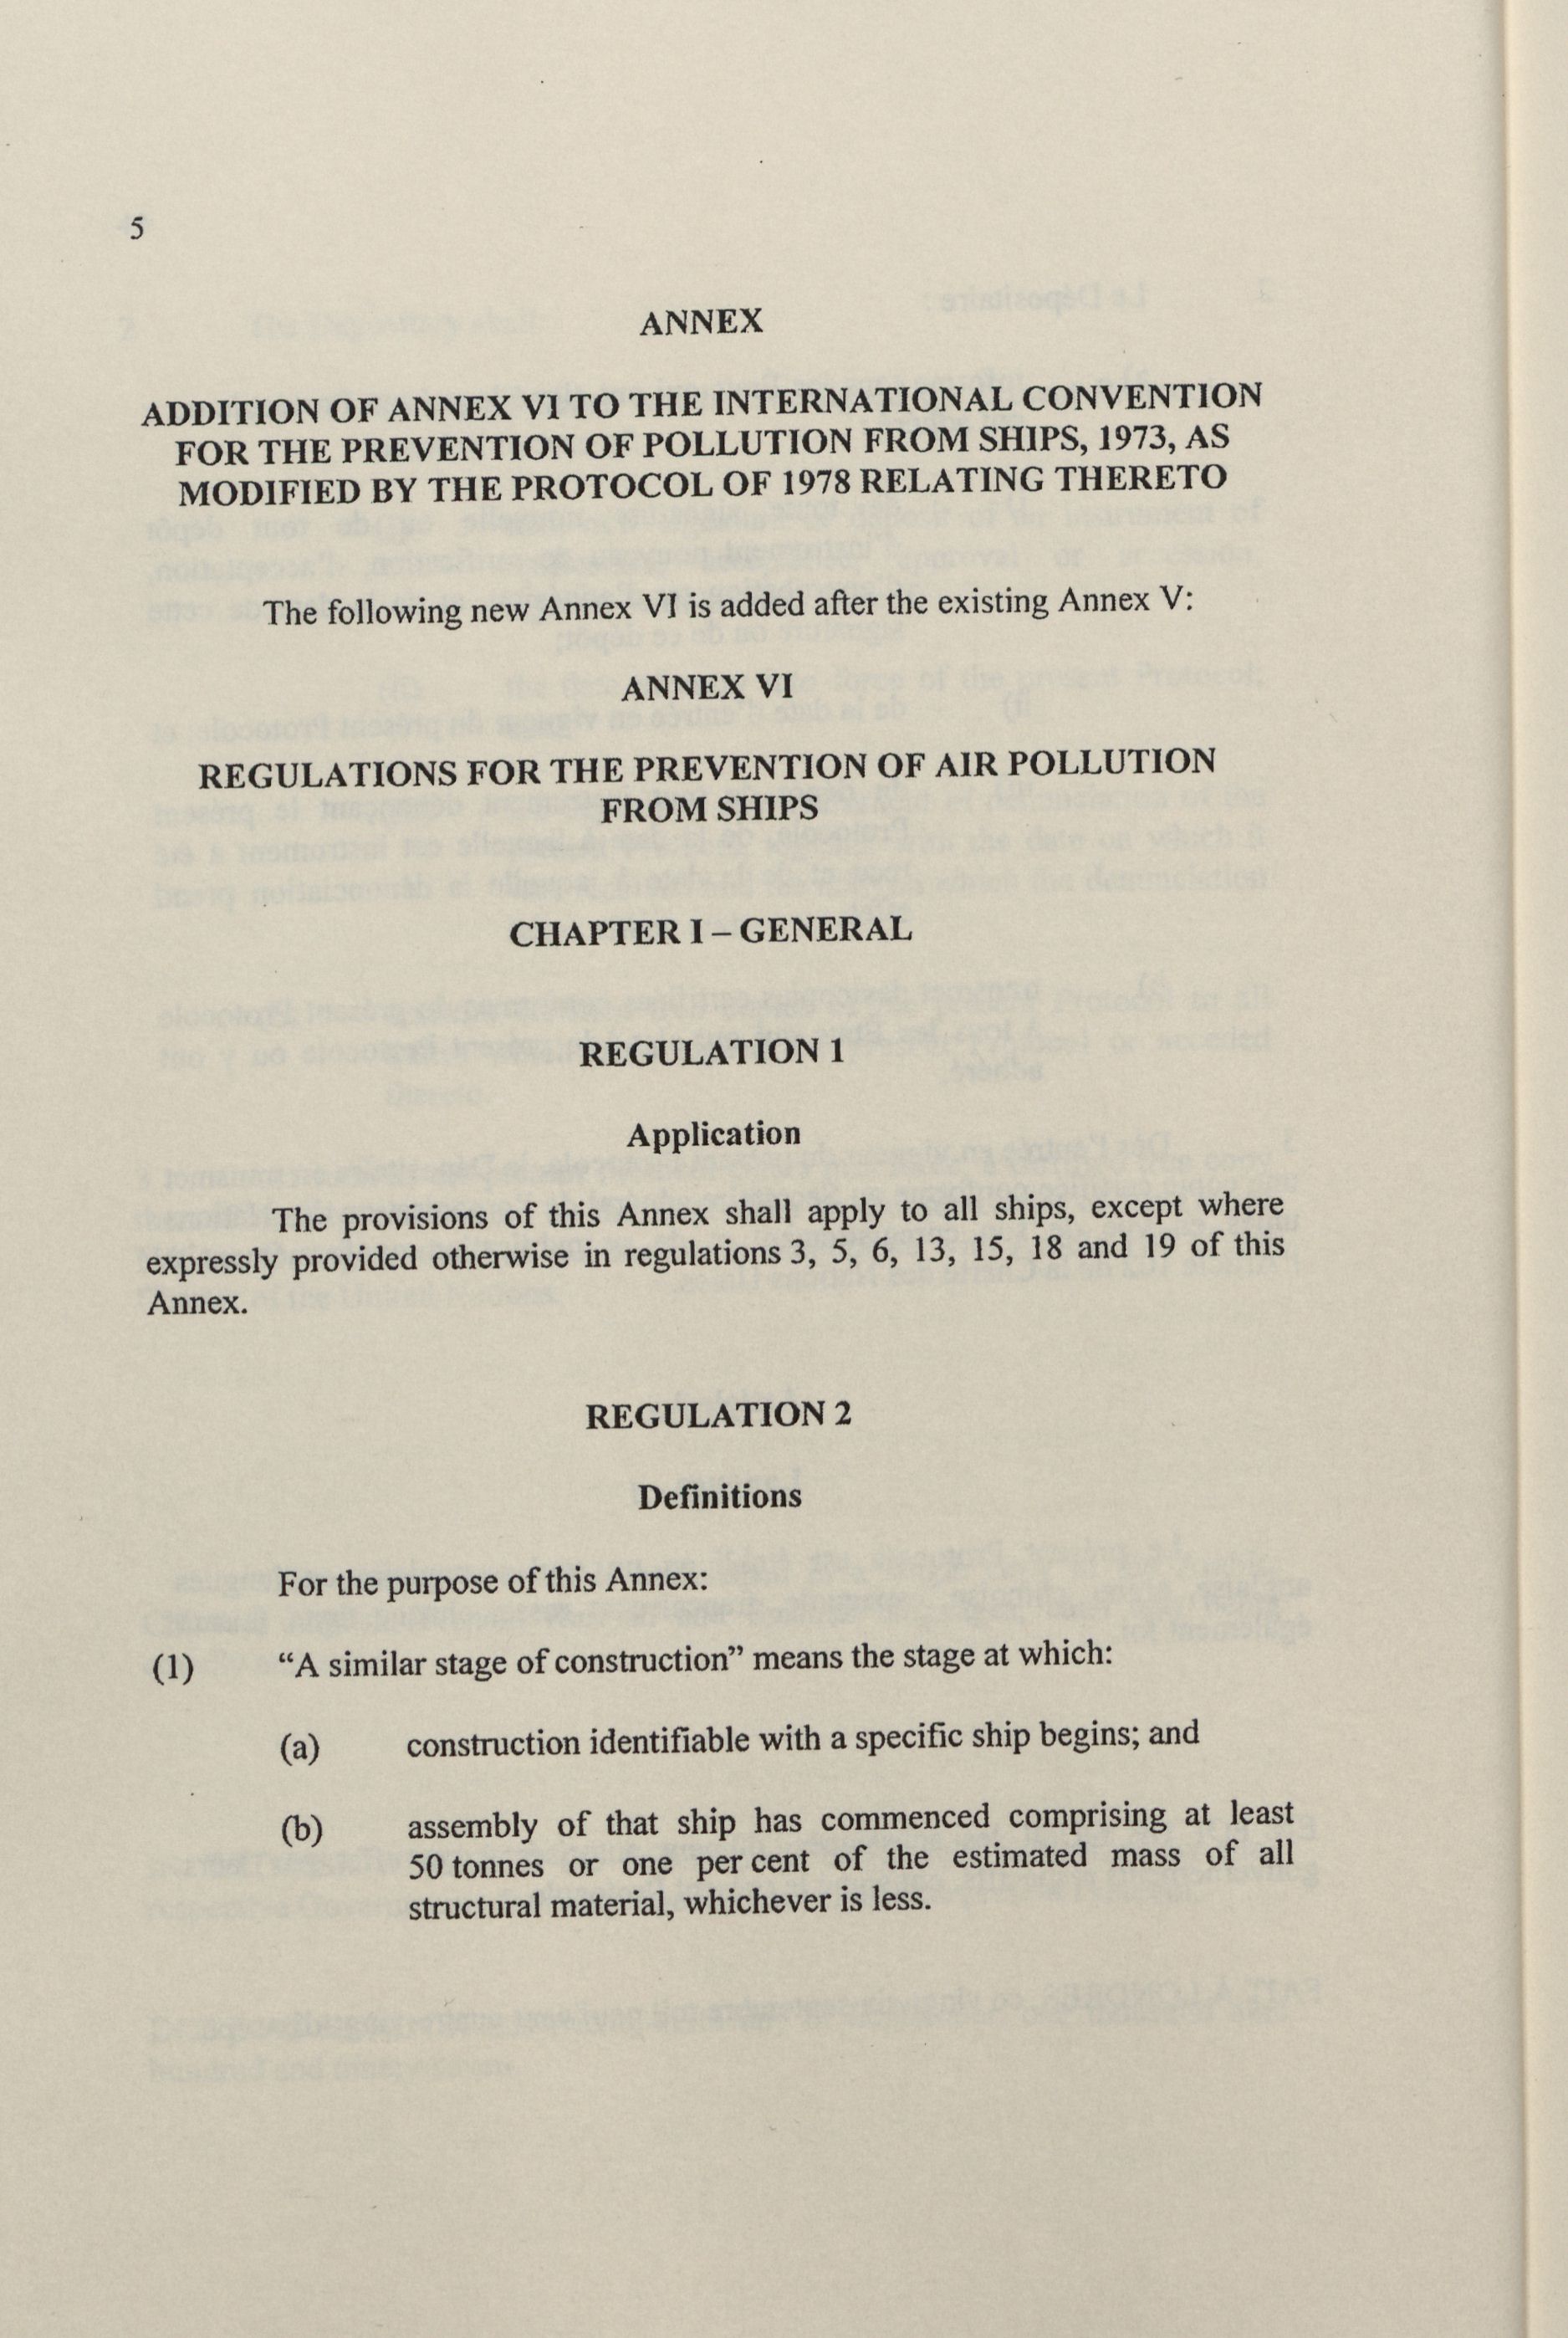 5
ANNEX
ADDITION OF ANNEX VI TO THE INTERNATIONAL CONVENTION
FOR THE PREVENTION OF POLLUTION FROM SHIPS, 1973, AS
MODIFIED BY THE PROTOCOL OF 1978 RELATING THERETO
The following new Annex VI is added after the existing Annex V:
ANNEX VI
REGULATIONS FOR THE PREVENTION OF AIR POLLUTION
FROM SHIPS
CHAPTER I – GENERAL
REGULATION 1
Application
The provisions of this Annex shall apply to all ships, except where
expressly provided otherwise in regulations 3, 5, 6, 13, 15, 18 and 19 of this
Annex.
REGULATION 2
Definitions
For the purpose of this Annex:
(1) “A similar stage of construction” means the stage at which:
(a) construction identifiable with a specific ship begins; and
(b) assembly of that ship has commenced comprising at least
50 tonnes or one per cent of the estimated mass of all
structural material, whichever is less.